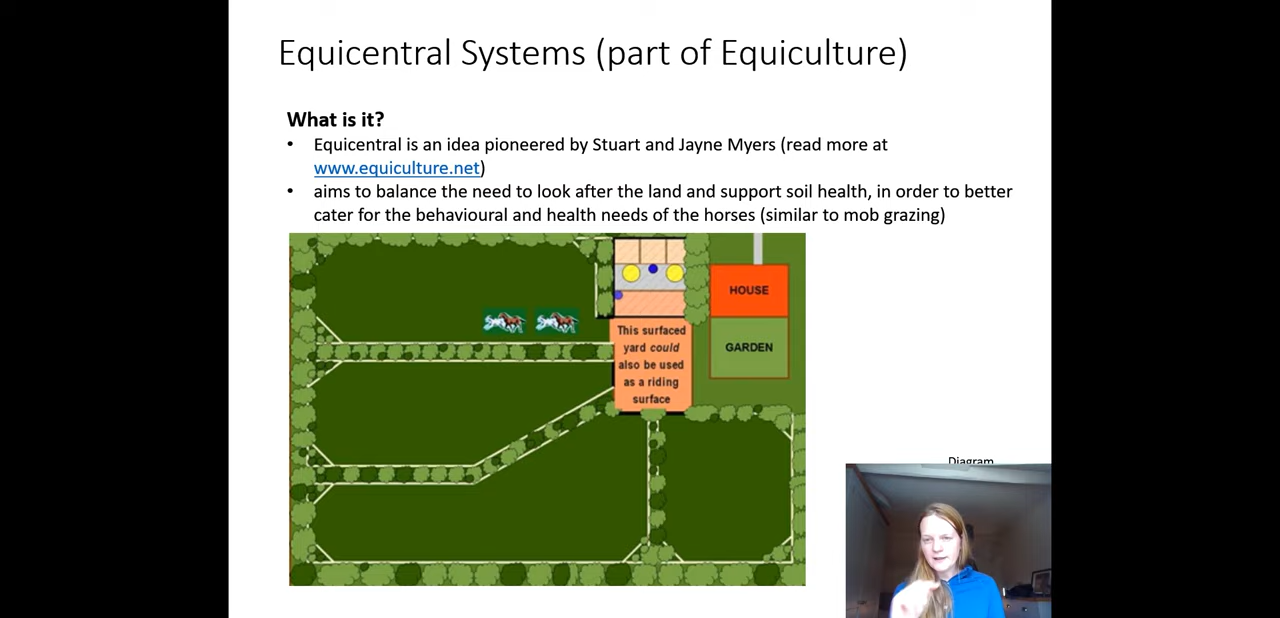 Equicentral Systems (part of Equiculture)
What is it?
• Equicentral is an idea pioneered by Stuart and Jayne Myers (read more at
www.equiculture.net)
• aims to balance the need to look after the land and support soil health, in order to better
cater for the behavioural and health needs of the horses (similar to mob grazing)
HOUSE
GARDEN
This surfaced
yard could
also be used
as a riding
surface
Diagram